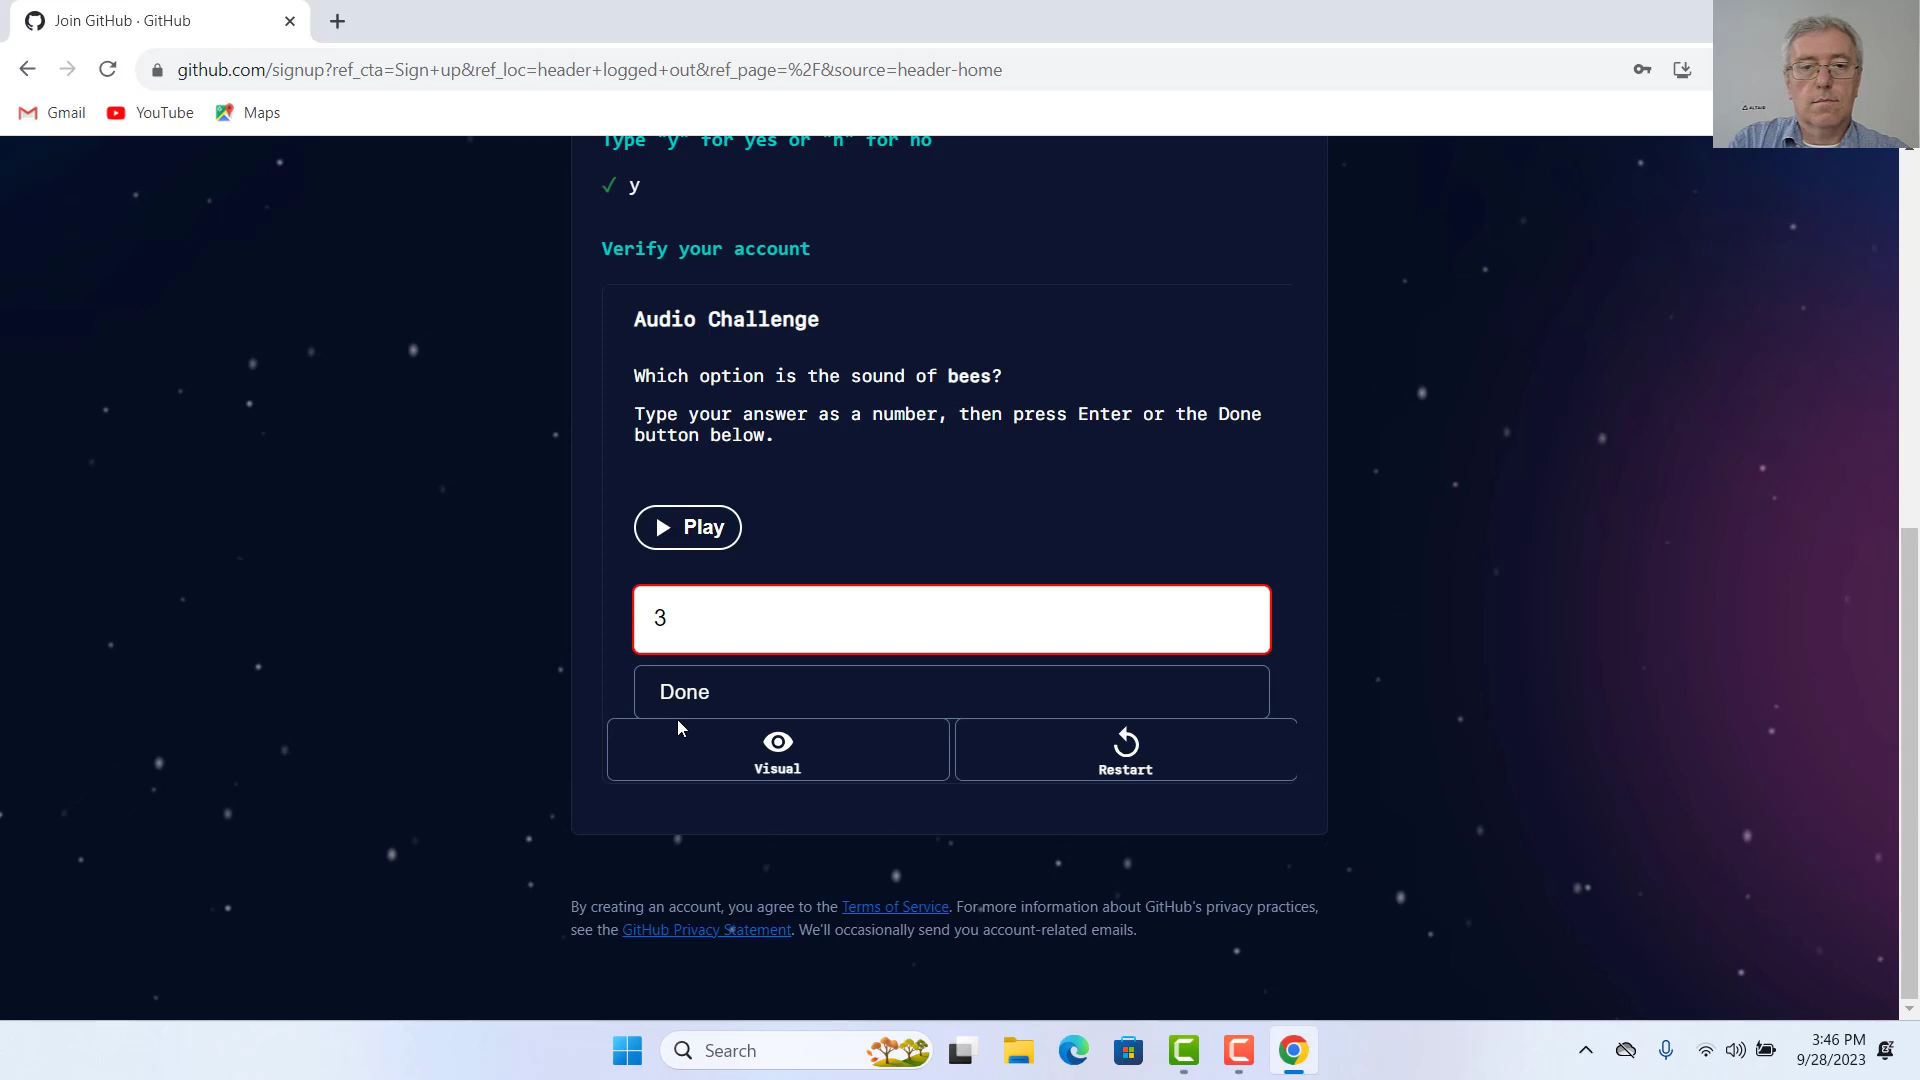 Join GitHub · GitHub
github.com/signup?ref_cta=Sign+up&ref_loc=header+logged+out&ref_page=%2F&source=header-home
Gmail YouTube Maps
ALTAIR
Type "y" for yes or "n" for no
✓ y
Verify your account
Audio Challenge
Which option is the sound of bees?
Type your answer as a number, then press Enter or the Done
button below.
Play
3
Done
Visual Restart
By creating an account, you agree to the Terms of Service. For more information about GitHub's privacy practices,
see the GitHub Privacy Statement. We'll occasionally send you account-related emails.
Search
3:46 PM
9/28/2023